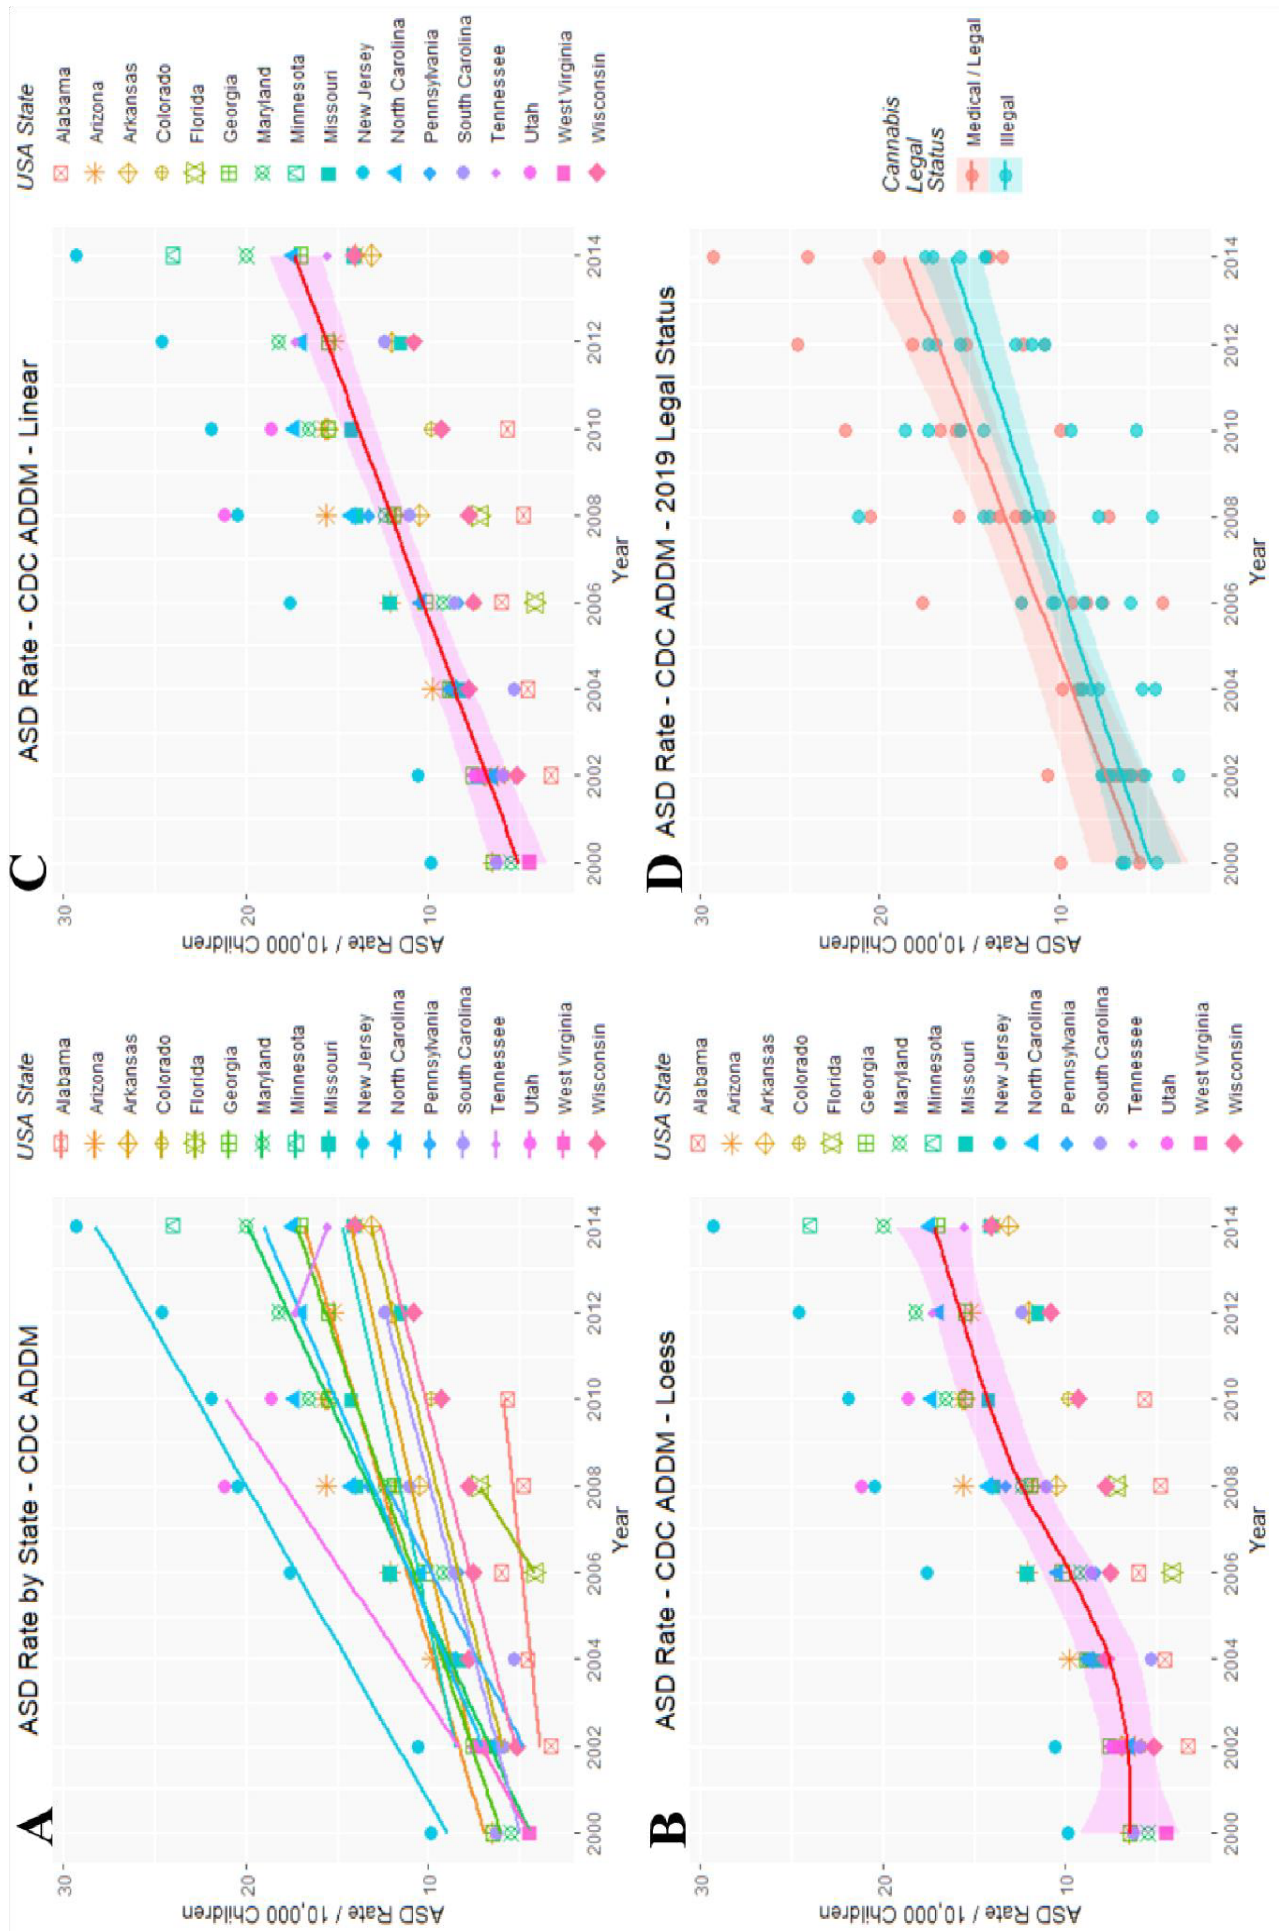 A
ASD Rate by State - CDC ADDM
ASD Rate / 10,000 Children
30
20
10
2000 2002 2004 2006 2008 2010 2012 2014
Year
USA State
Alabama
Arizona
Arkansas
Colorado
Florida
Georgia
Maryland
Minnesota
Missouri
New Jersey
North Carolina
Pennsylvania
South Carolina
Tennessee
Utah
West Virginia
Wisconsin
C
ASD Rate - CDC ADDM - Linear
ASD Rate / 10,000 Children
30
20
10
2000 2002 2004 2006 2008 2010 2012 2014
Year
USA State
Alabama
Arizona
Arkansas
Colorado
Florida
Georgia
Maryland
Minnesota
Missouri
New Jersey
North Carolina
Pennsylvania
South Carolina
Tennessee
Utah
West Virginia
Wisconsin
B
ASD Rate - CDC ADDM - Loess
ASD Rate / 10,000 Children
30
20
10
2000 2002 2004 2006 2008 2010 2012 2014
Year
USA State
Alabama
Arizona
Arkansas
Colorado
Florida
Georgia
Maryland
Minnesota
Missouri
New Jersey
North Carolina
Pennsylvania
South Carolina
Tennessee
Utah
West Virginia
Wisconsin
D
ASD Rate - CDC ADDM - 2019 Legal Status
ASD Rate / 10,000 Children
30
20
10
2000 2002 2004 2006 2008 2010 2012 2014
Year
Cannabis
Legal
Status
Medical / Legal
Illegal